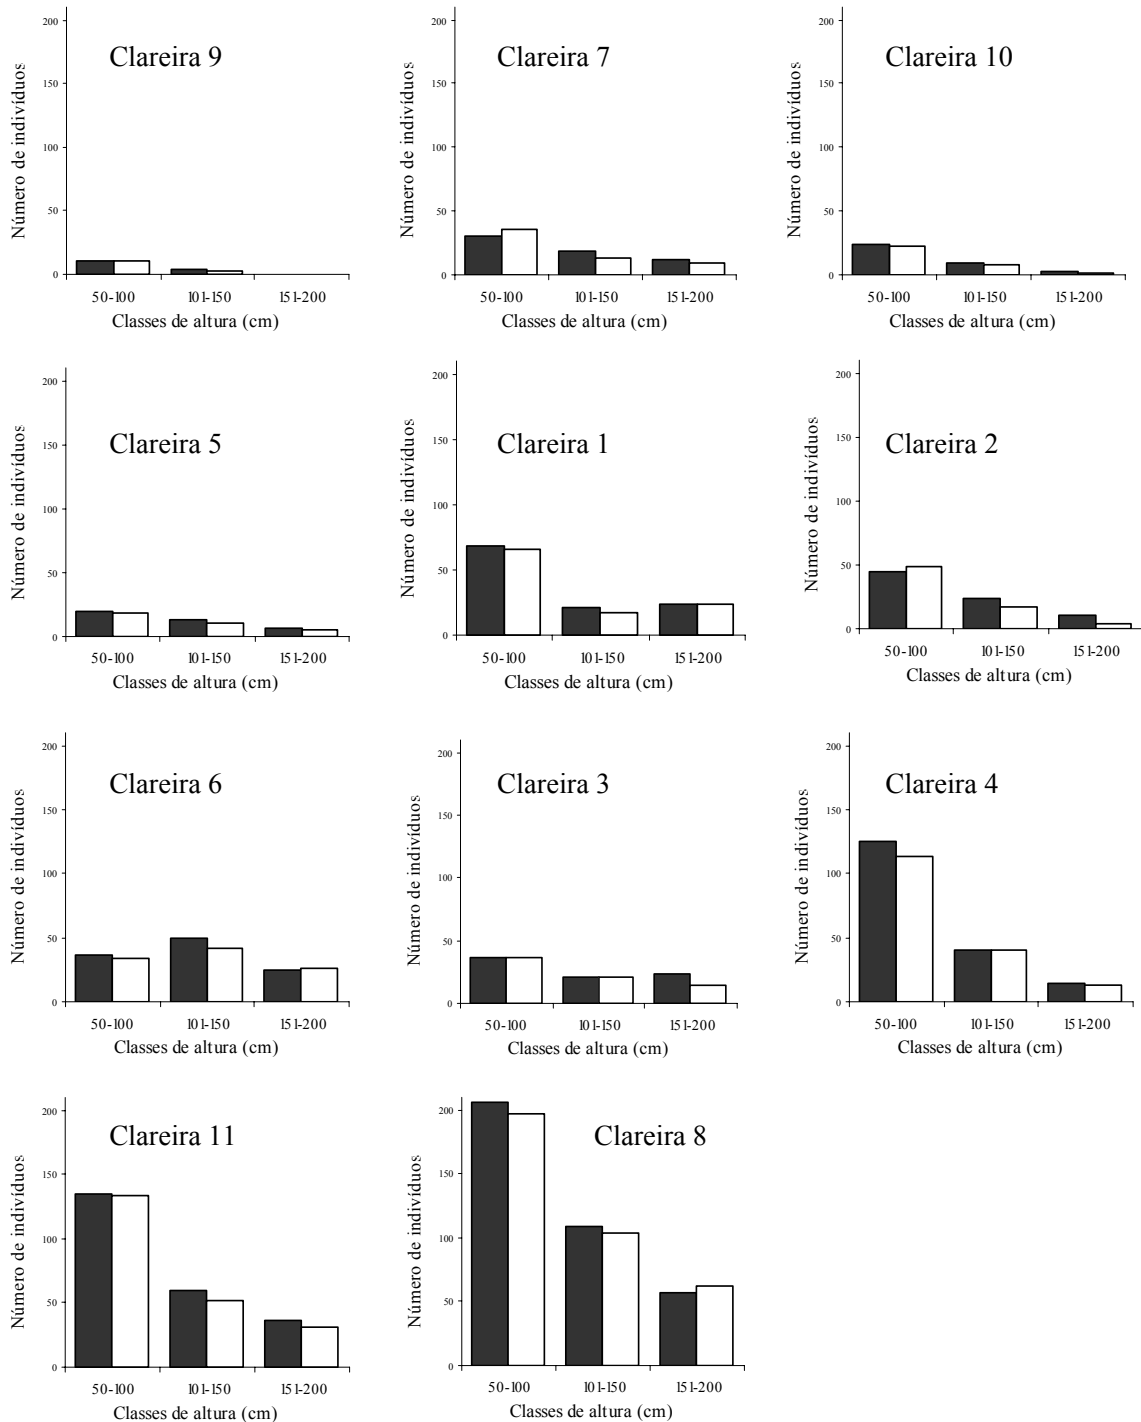 Clareira 9
Número de indivíduos
200
150
100
50
0
50-100 101-150 151-200
Classes de altura (cm)
Clareira 7
Número de indivíduos
200
150
100
50
0
50-100 101-150 151-200
Classes de altura (cm)
Clareira 10
Número de indivíduos
200
150
100
50
0
50-100 101-150 151-200
Classes de altura (cm)
Clareira 5
Número de indivíduos
200
150
100
50
0
50-100 101-150 151-200
Classes de altura (cm)
Clareira 1
Número de indivíduos
200
150
100
50
0
50-100 101-150 151-200
Classes de altura (cm)
Clareira 2
Número de indivíduos
200
150
100
50
0
50-100 101-150 151-200
Classes de altura (cm)
Clareira 6
Número de indivíduos
200
150
100
50
0
50-100 101-150 151-200
Classes de altura (cm)
Clareira 3
Número de indivíduos
200
150
100
50
0
50-100 101-150 151-200
Classes de altura (cm)
Clareira 4
Número de indivíduos
200
150
100
50
0
50-100 101-150 151-200
Classes de altura (cm)
Clareira 11
Número de indivíduos
200
150
100
50
0
50-100 101-150 151-200
Classes de altura (cm)
Clareira 8
Número de indivíduos
200
150
100
50
0
50-100 101-150 151-200
Classes de altura (cm)